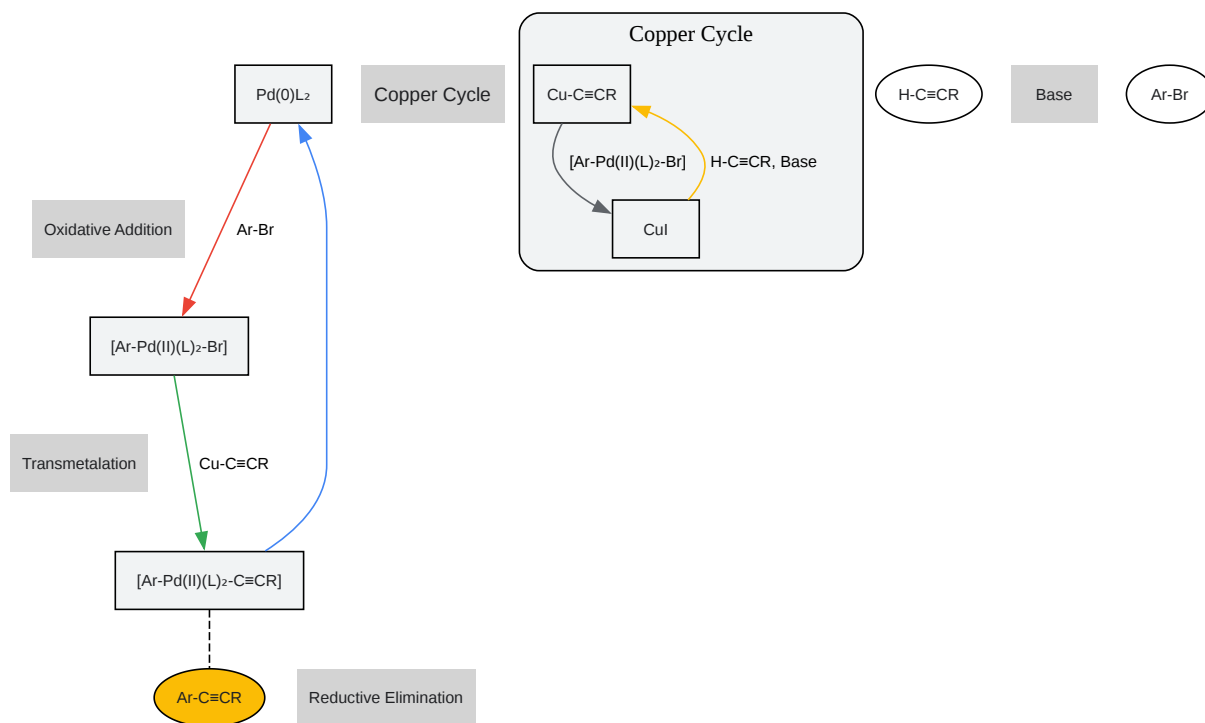 Copper Cycle
Pd(0)L₂
Copper Cycle
Cu-C≡CR
H-C≡CR
Base
Ar-Br
[Ar-Pd(II)(L)₂-Br]
H-C≡CR, Base
Oxidative Addition
Ar-Br
CuI
[Ar-Pd(II)(L)₂-Br]
Transmetalation
Cu-C≡CR
[Ar-Pd(II)(L)₂-C≡CR]
Ar-C≡CR
Reductive Elimination